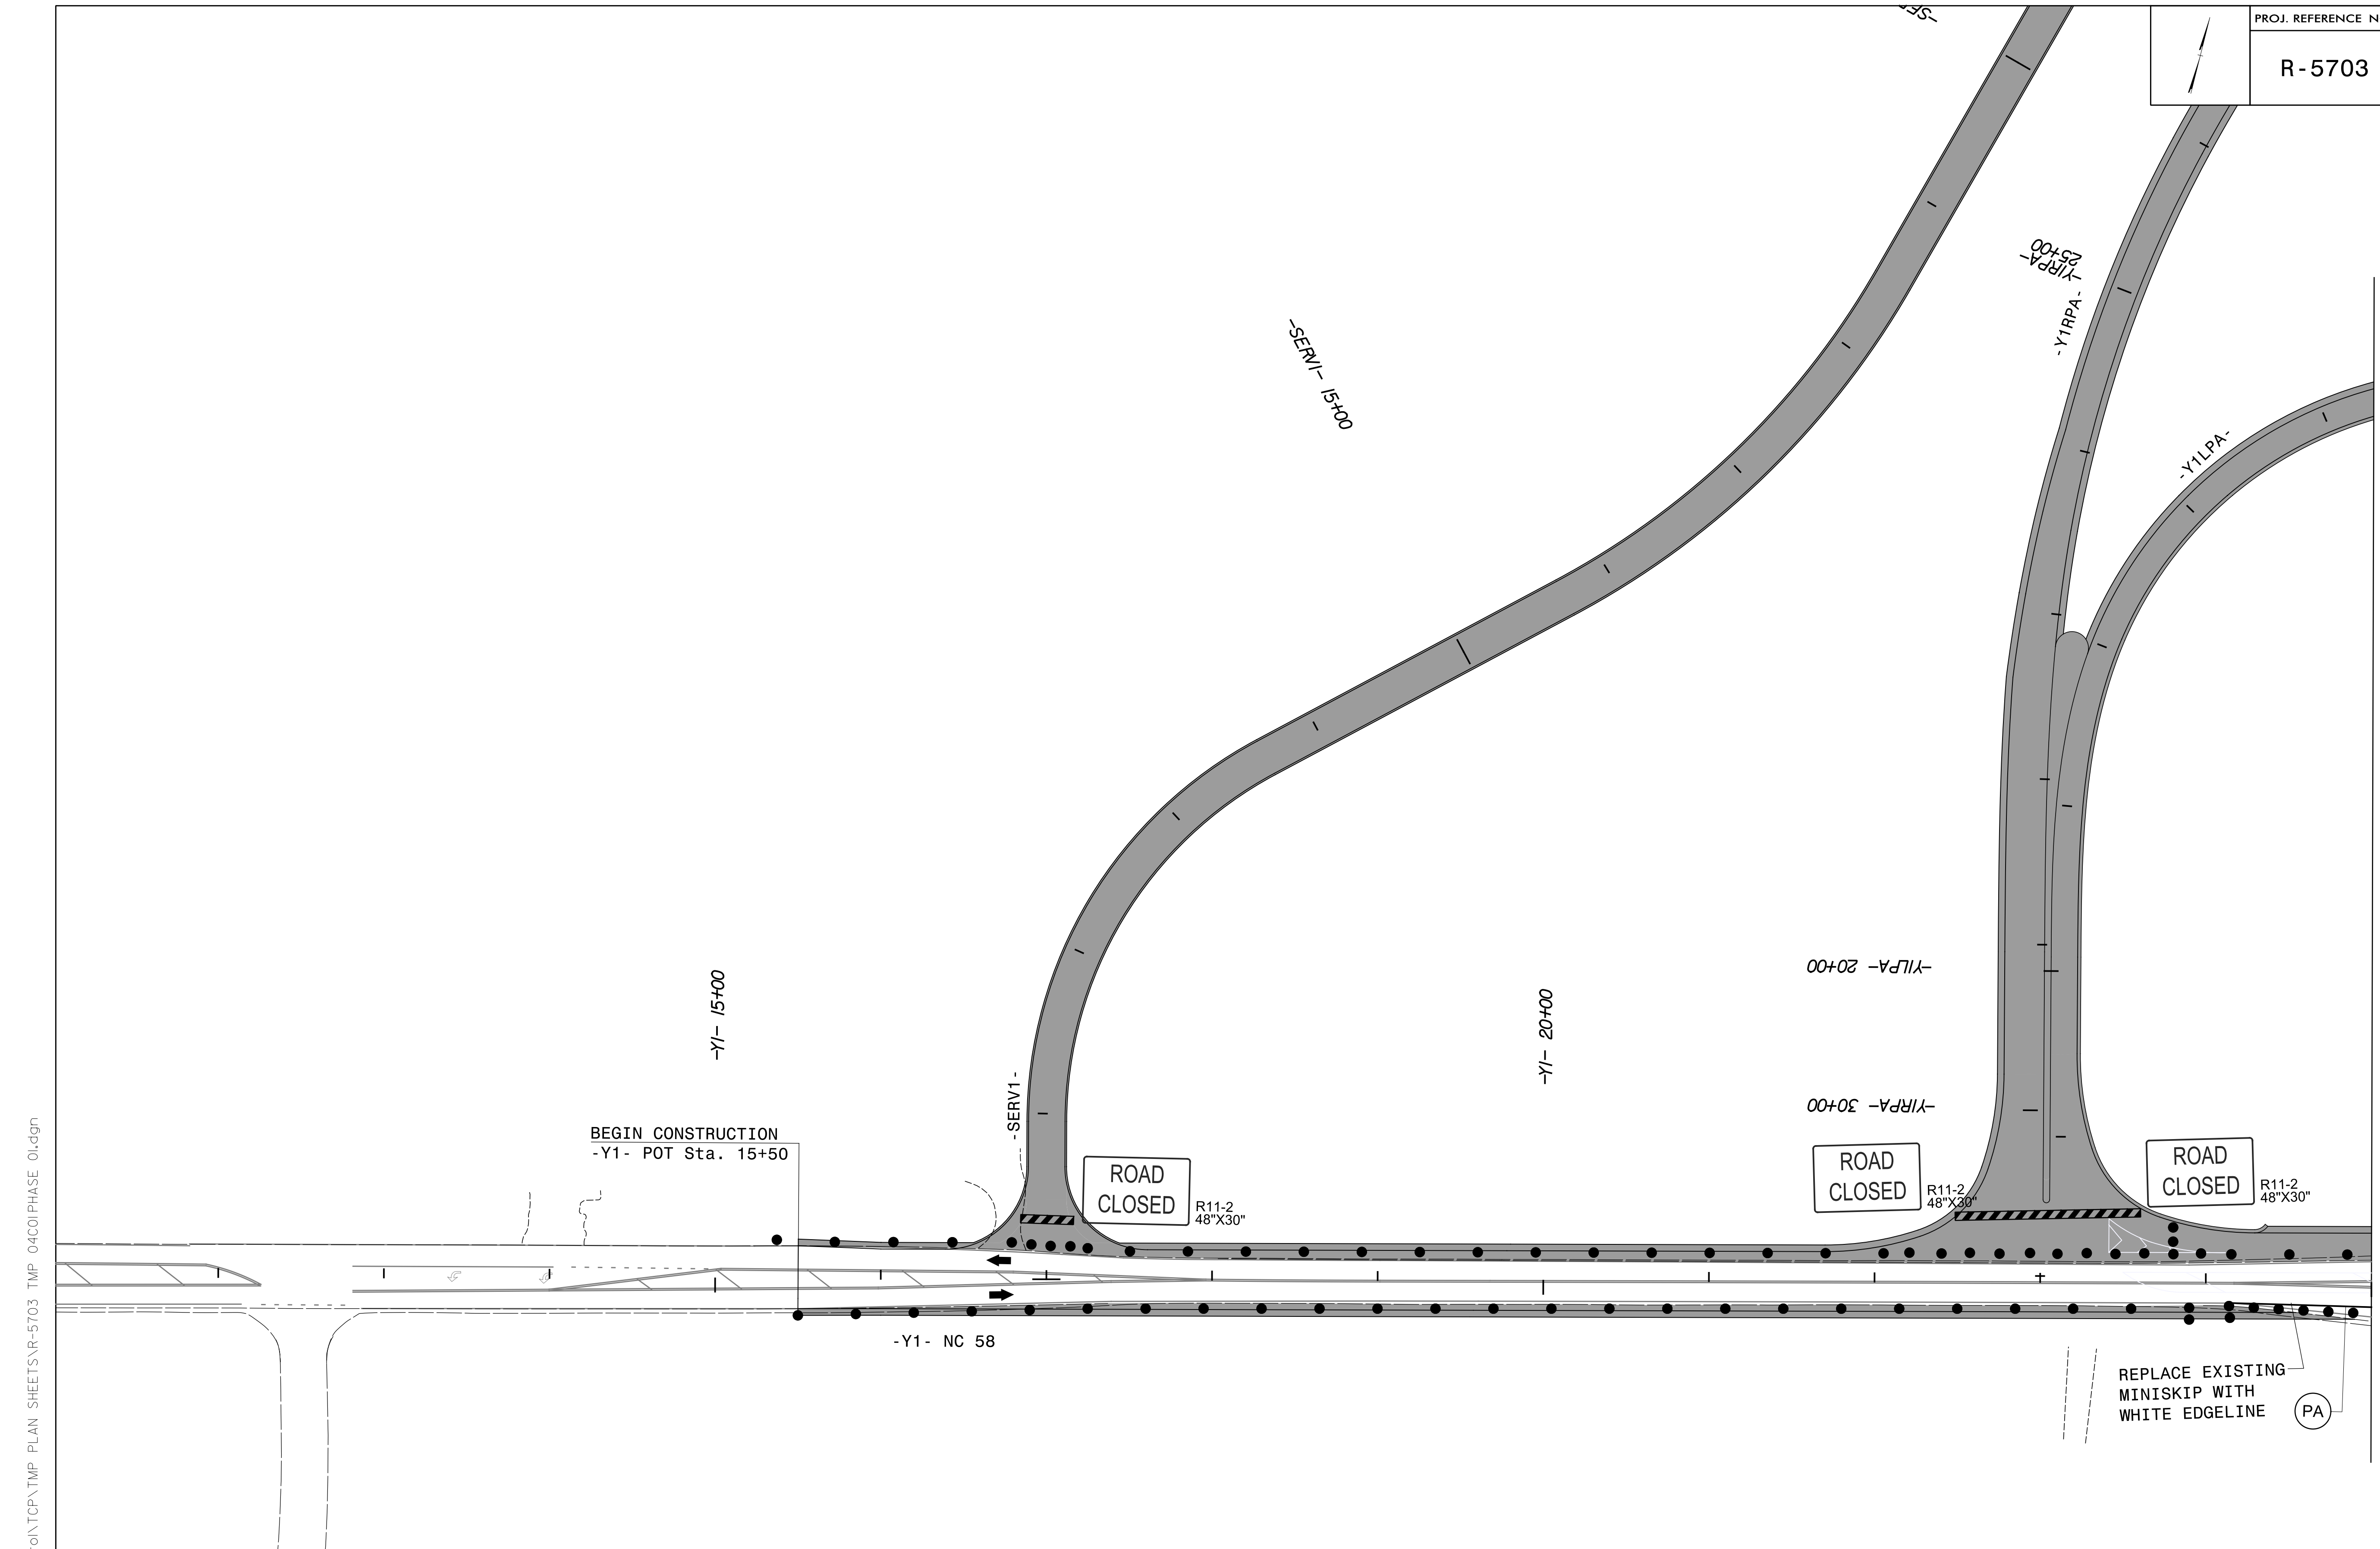 PROJ. REFERENCE N
R-5703
-Y1RPA-
25+00
-Y1RPA-
-SERV1- 15+00
-Y1LPA-
-Y1LPA- 20+00
-Y1- 15+00
-Y1- 20+00
-SERV1-
-Y1RPA- 30+00
BEGIN CONSTRUCTION
-Y1- POT Sta. 15+50
ROAD
CLOSED
R11-2
48"X30"
ROAD
CLOSED
R11-2
48"X30"
ROAD
CLOSED
R11-2
48"X30"
-Y1- NC 58
REPLACE EXISTING
MINISKIP WITH
WHITE EDGELINE
PA
rol\TCP\TMP PLAN SHEETS\R-5703 TMP 04C01PHASE 01.dgn